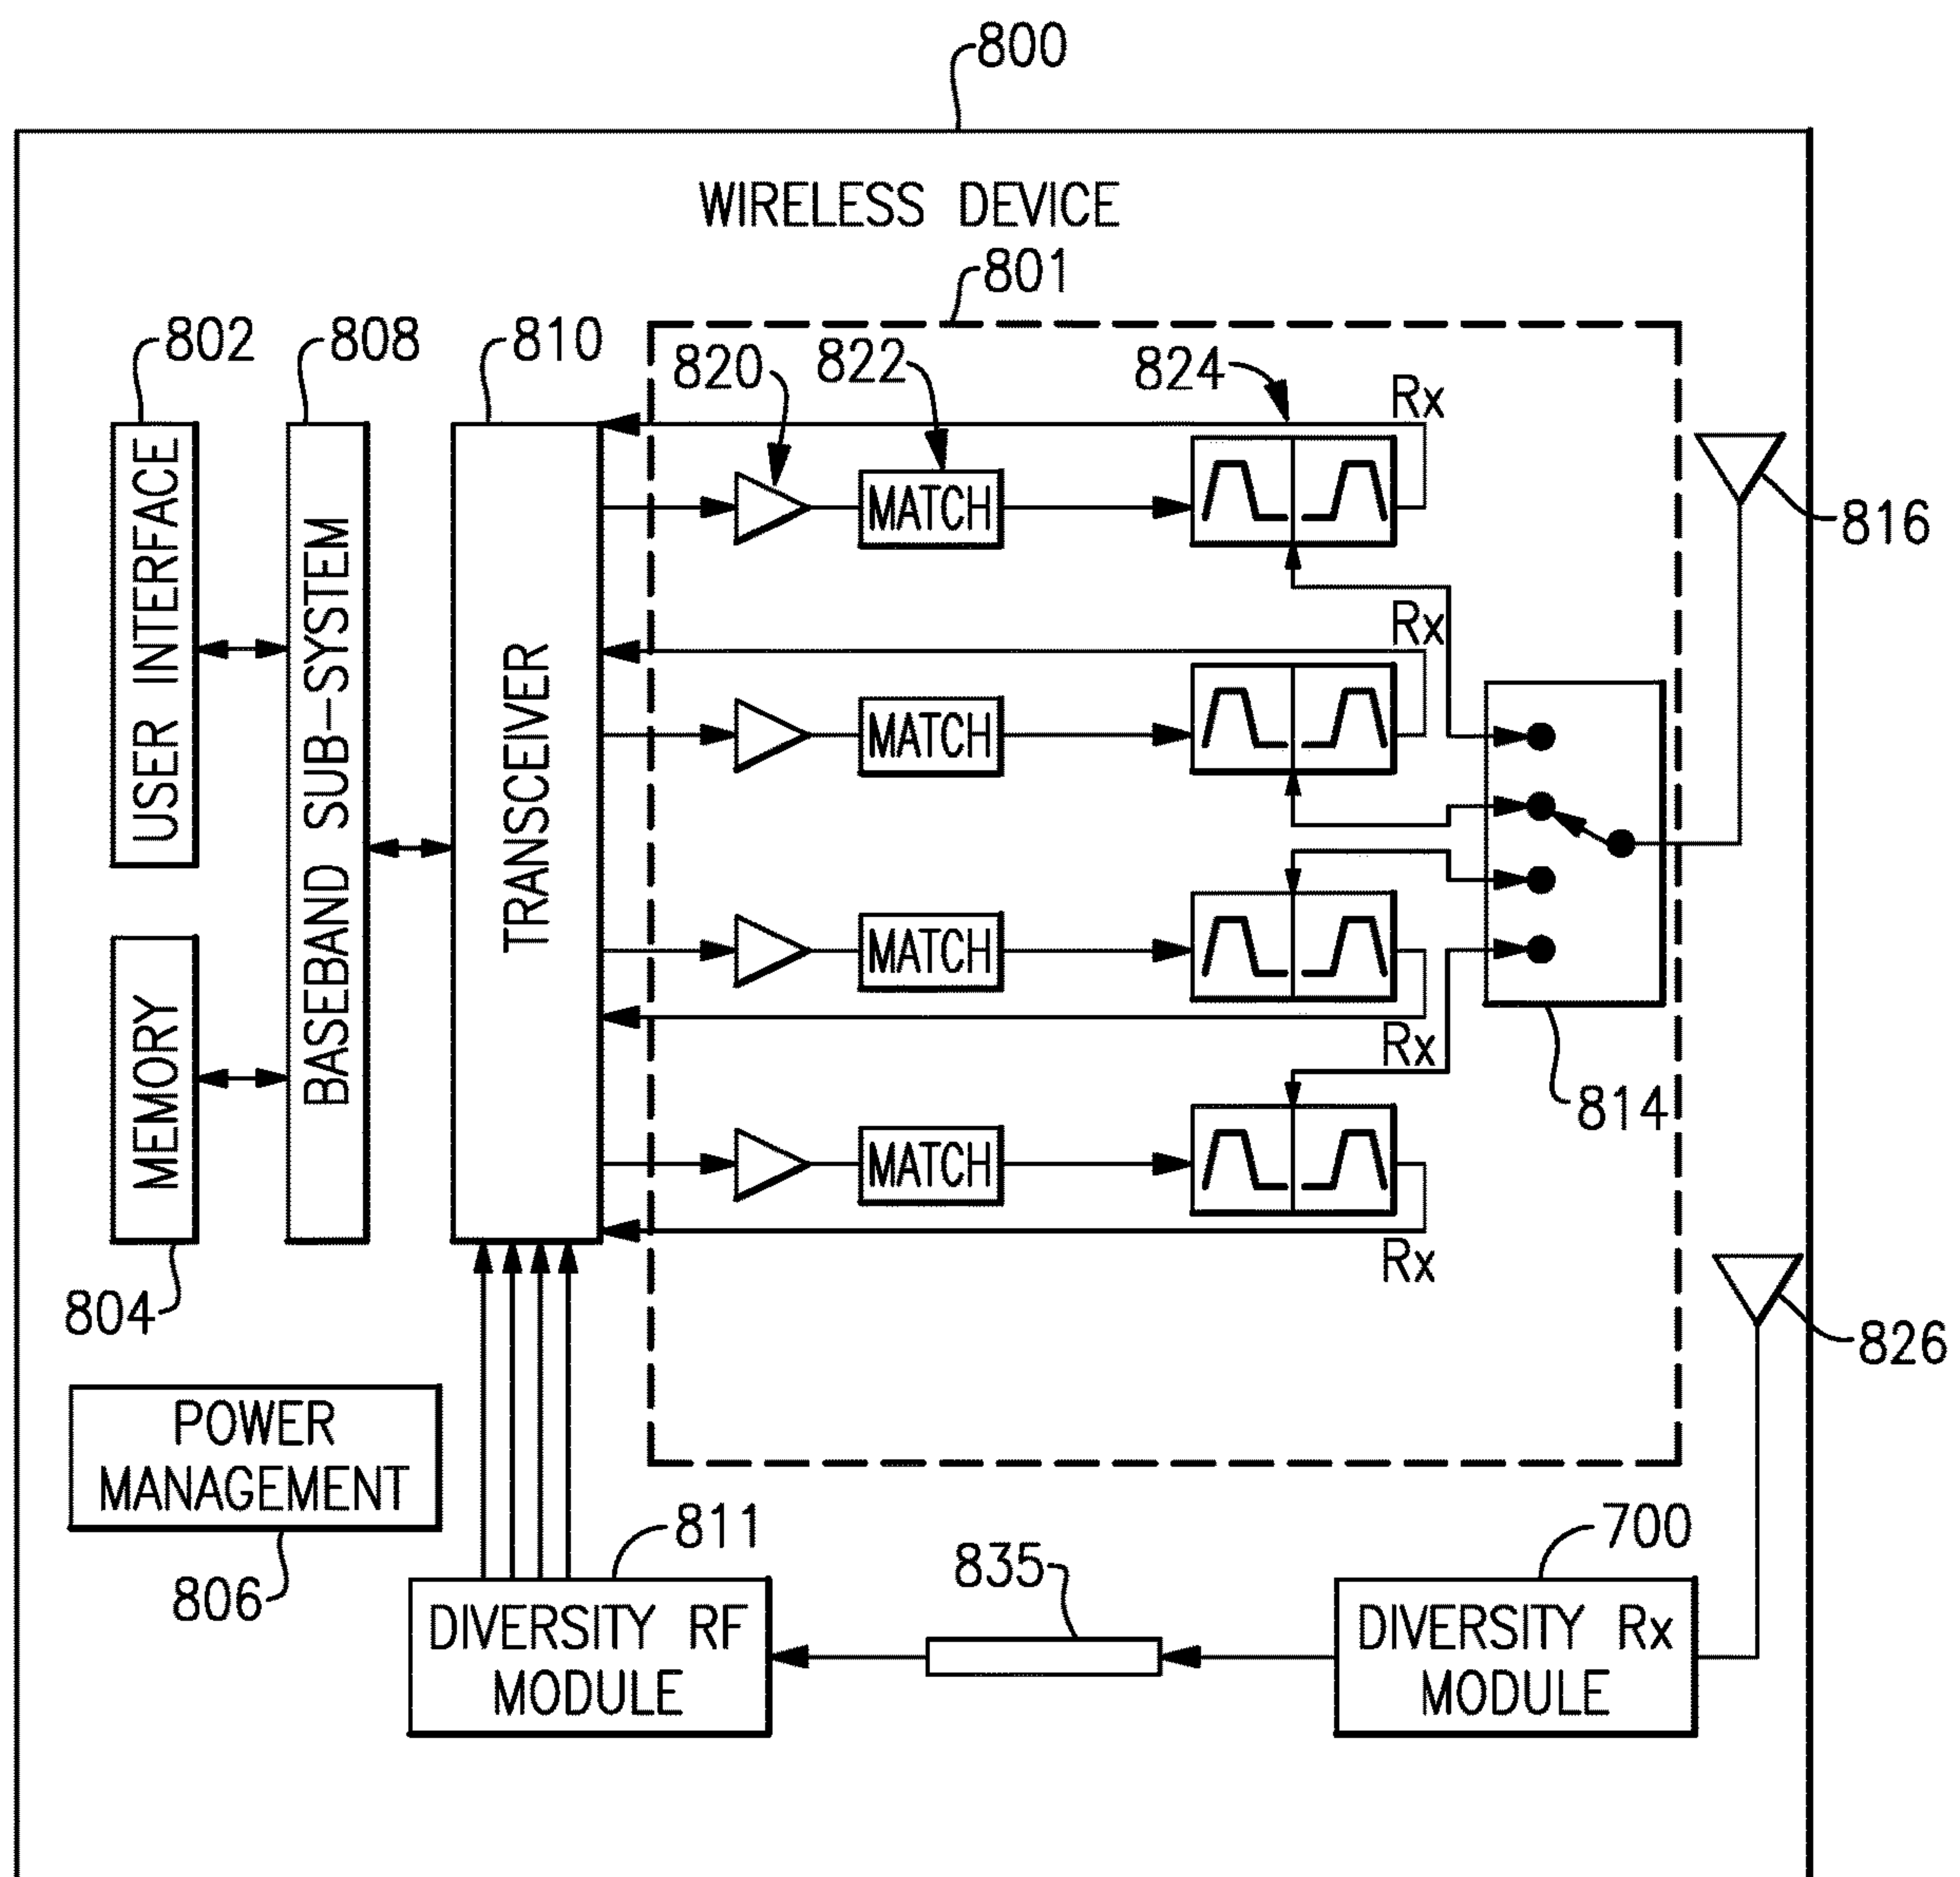 800
WIRELESS DEVICE
801
802
808
810
820
822
824
Rx
USER INTERFACE
BASEBAND SUB-SYSTEM
TRANSCEIVER
MATCH
816
Rx
MATCH
MATCH
Rx
814
MEMORY
MATCH
Rx
804
826
POWER
MANAGEMENT
806
811
835
700
DIVERSITY RF
MODULE
DIVERSITY Rx
MODULE